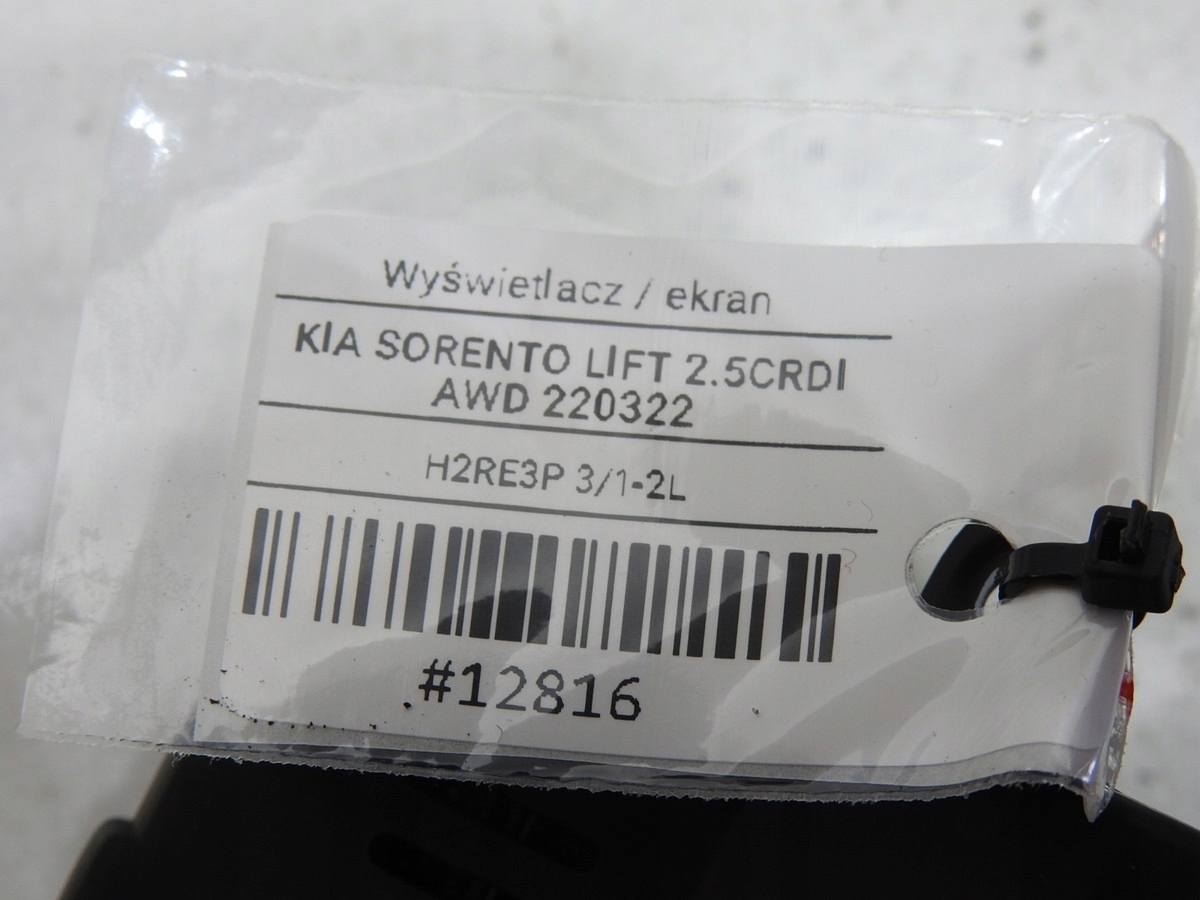 Wyświetlacz / ekran
KIA SORENTO LIFT 2.5CRDI
AWD 220322
H2RE3P 3/1-2L
#12816